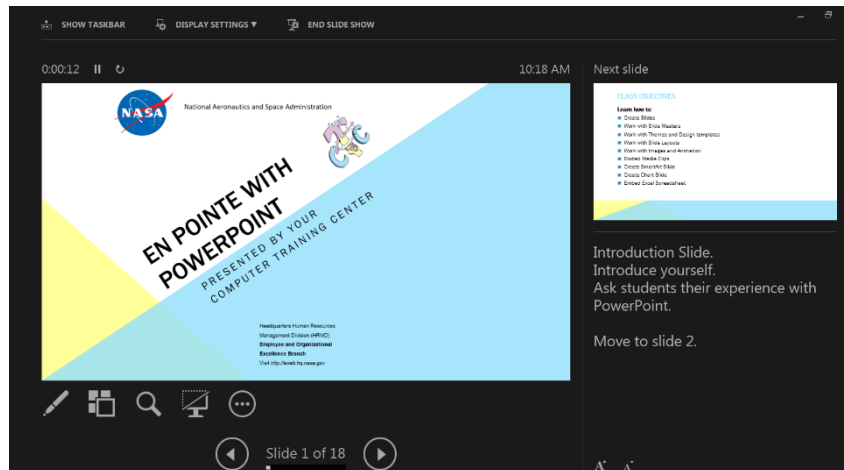 SHOW TASKBAR
DISPLAY SETTINGS ▼
END SLIDE SHOW
0:00:12
10:18 AM
Next slide
NASA
National Aeronautics and Space Administration
CTC
EN POINTE WITH
POWERPOINT
PRESENTED BY YOUR
COMPUTER TRAINING CENTER
Headquarters Human Resources
Management Division (HRMD)
Employee and Organizational
Excellence Branch
Visit http://eoeb.hq.nasa.gov
CLASS OBJECTIVES
Learn how to:
Create Slides
Work with Slide Masters
Work with Themes and Design templates
Work with Slide Layouts
Work with Images and Animation
Embed Media Clips
Create SmartArt Slide
Create Chart Slide
Embed Excel Spreadsheet
Introduction Slide.
Introduce yourself.
Ask students their experience with
PowerPoint.
Move to slide 2.
Slide 1 of 18
A A